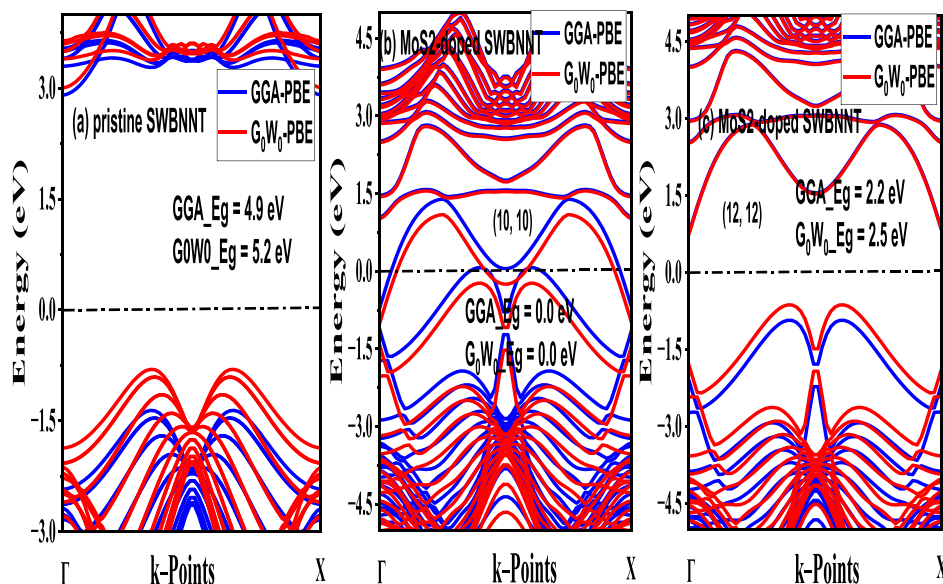 Energy (eV)
3.0
1.5
0.0
−1.5
−3.0
GGA-PBE
G₀W₀-PBE
(a) pristine SWBNNT
GGA_Eg = 4.9 eV
G0W0_Eg = 5.2 eV
Γ
k−Points
X
Energy (eV)
4.5
3.0
1.5
0.0
−1.5
−3.0
−4.5
(b) MoS2-doped SWBNNT
GGA-PBE
G₀W₀-PBE
(10, 10)
GGA_Eg = 0.0 eV
G₀W₀_Eg = 0.0 eV
Γ
k−Points
X
Energy (eV)
4.5
3.0
1.5
0.0
−1.5
−3.0
−4.5
GGA-PBE
G₀W₀-PBE
(c) MoS2-doped SWBNNT
(12, 12)
GGA_Eg = 2.2 eV
G₀W₀_Eg = 2.5 eV
Γ
k−Points
X